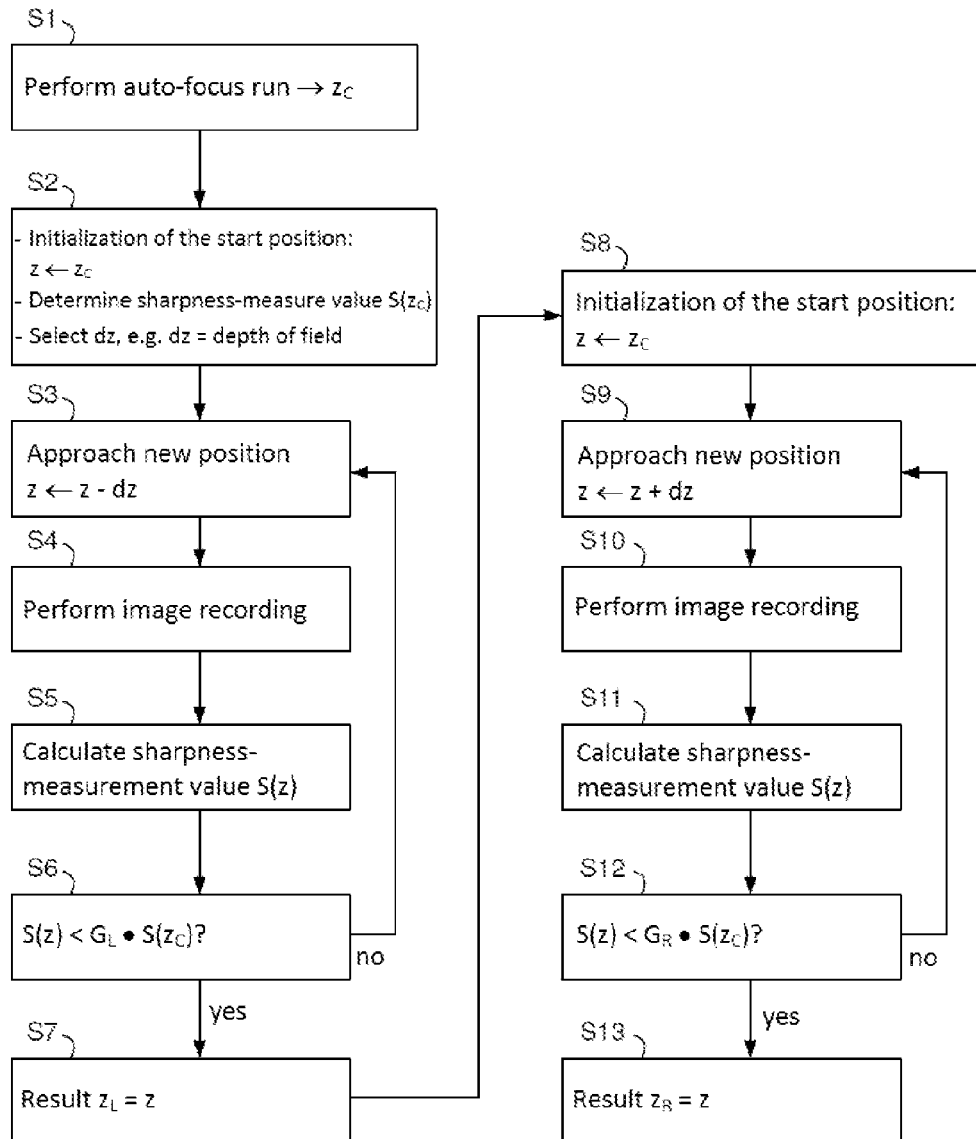 S1
Perform auto-focus run → z_C
S2
- Initialization of the start position:
z ← z_C
- Determine sharpness-measure value S(z_C)
- Select dz, e.g. dz = depth of field
S3
Approach new position
z ← z - dz
S4
Perform image recording
S5
Calculate sharpness-
measurement value S(z)
S6
S(z) < G_L • S(z_C)?
no
yes
S7
Result z_L = z
S8
Initialization of the start position:
z ← z_C
S9
Approach new position
z ← z + dz
S10
Perform image recording
S11
Calculate sharpness-
measurement value S(z)
S12
S(z) < G_R • S(z_C)?
no
yes
S13
Result z_R = z